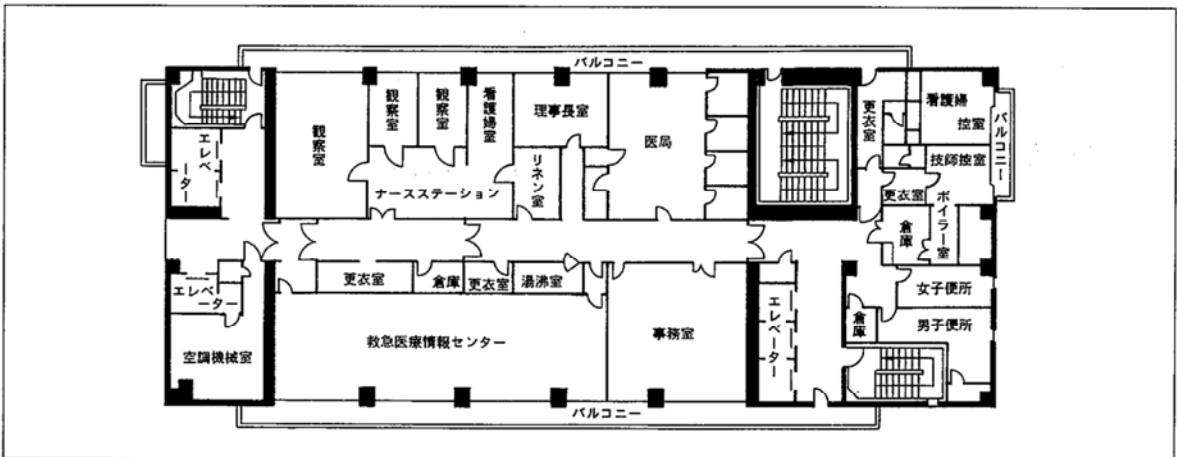 バルコニー
観察室
観察室
観察室
看護婦室
理事長室
医局
更衣室
看護婦
控室
バルコニー
エレベ
ーター
ナースステーション
リネン室
技師控室
更衣室
ボイラー室
倉庫
更衣室
倉庫
更衣室
湯沸室
エレベ
ーター
女子便所
エレベーター
倉庫
男子便所
救急医療情報センター
事務室
空調機械室
バルコニー